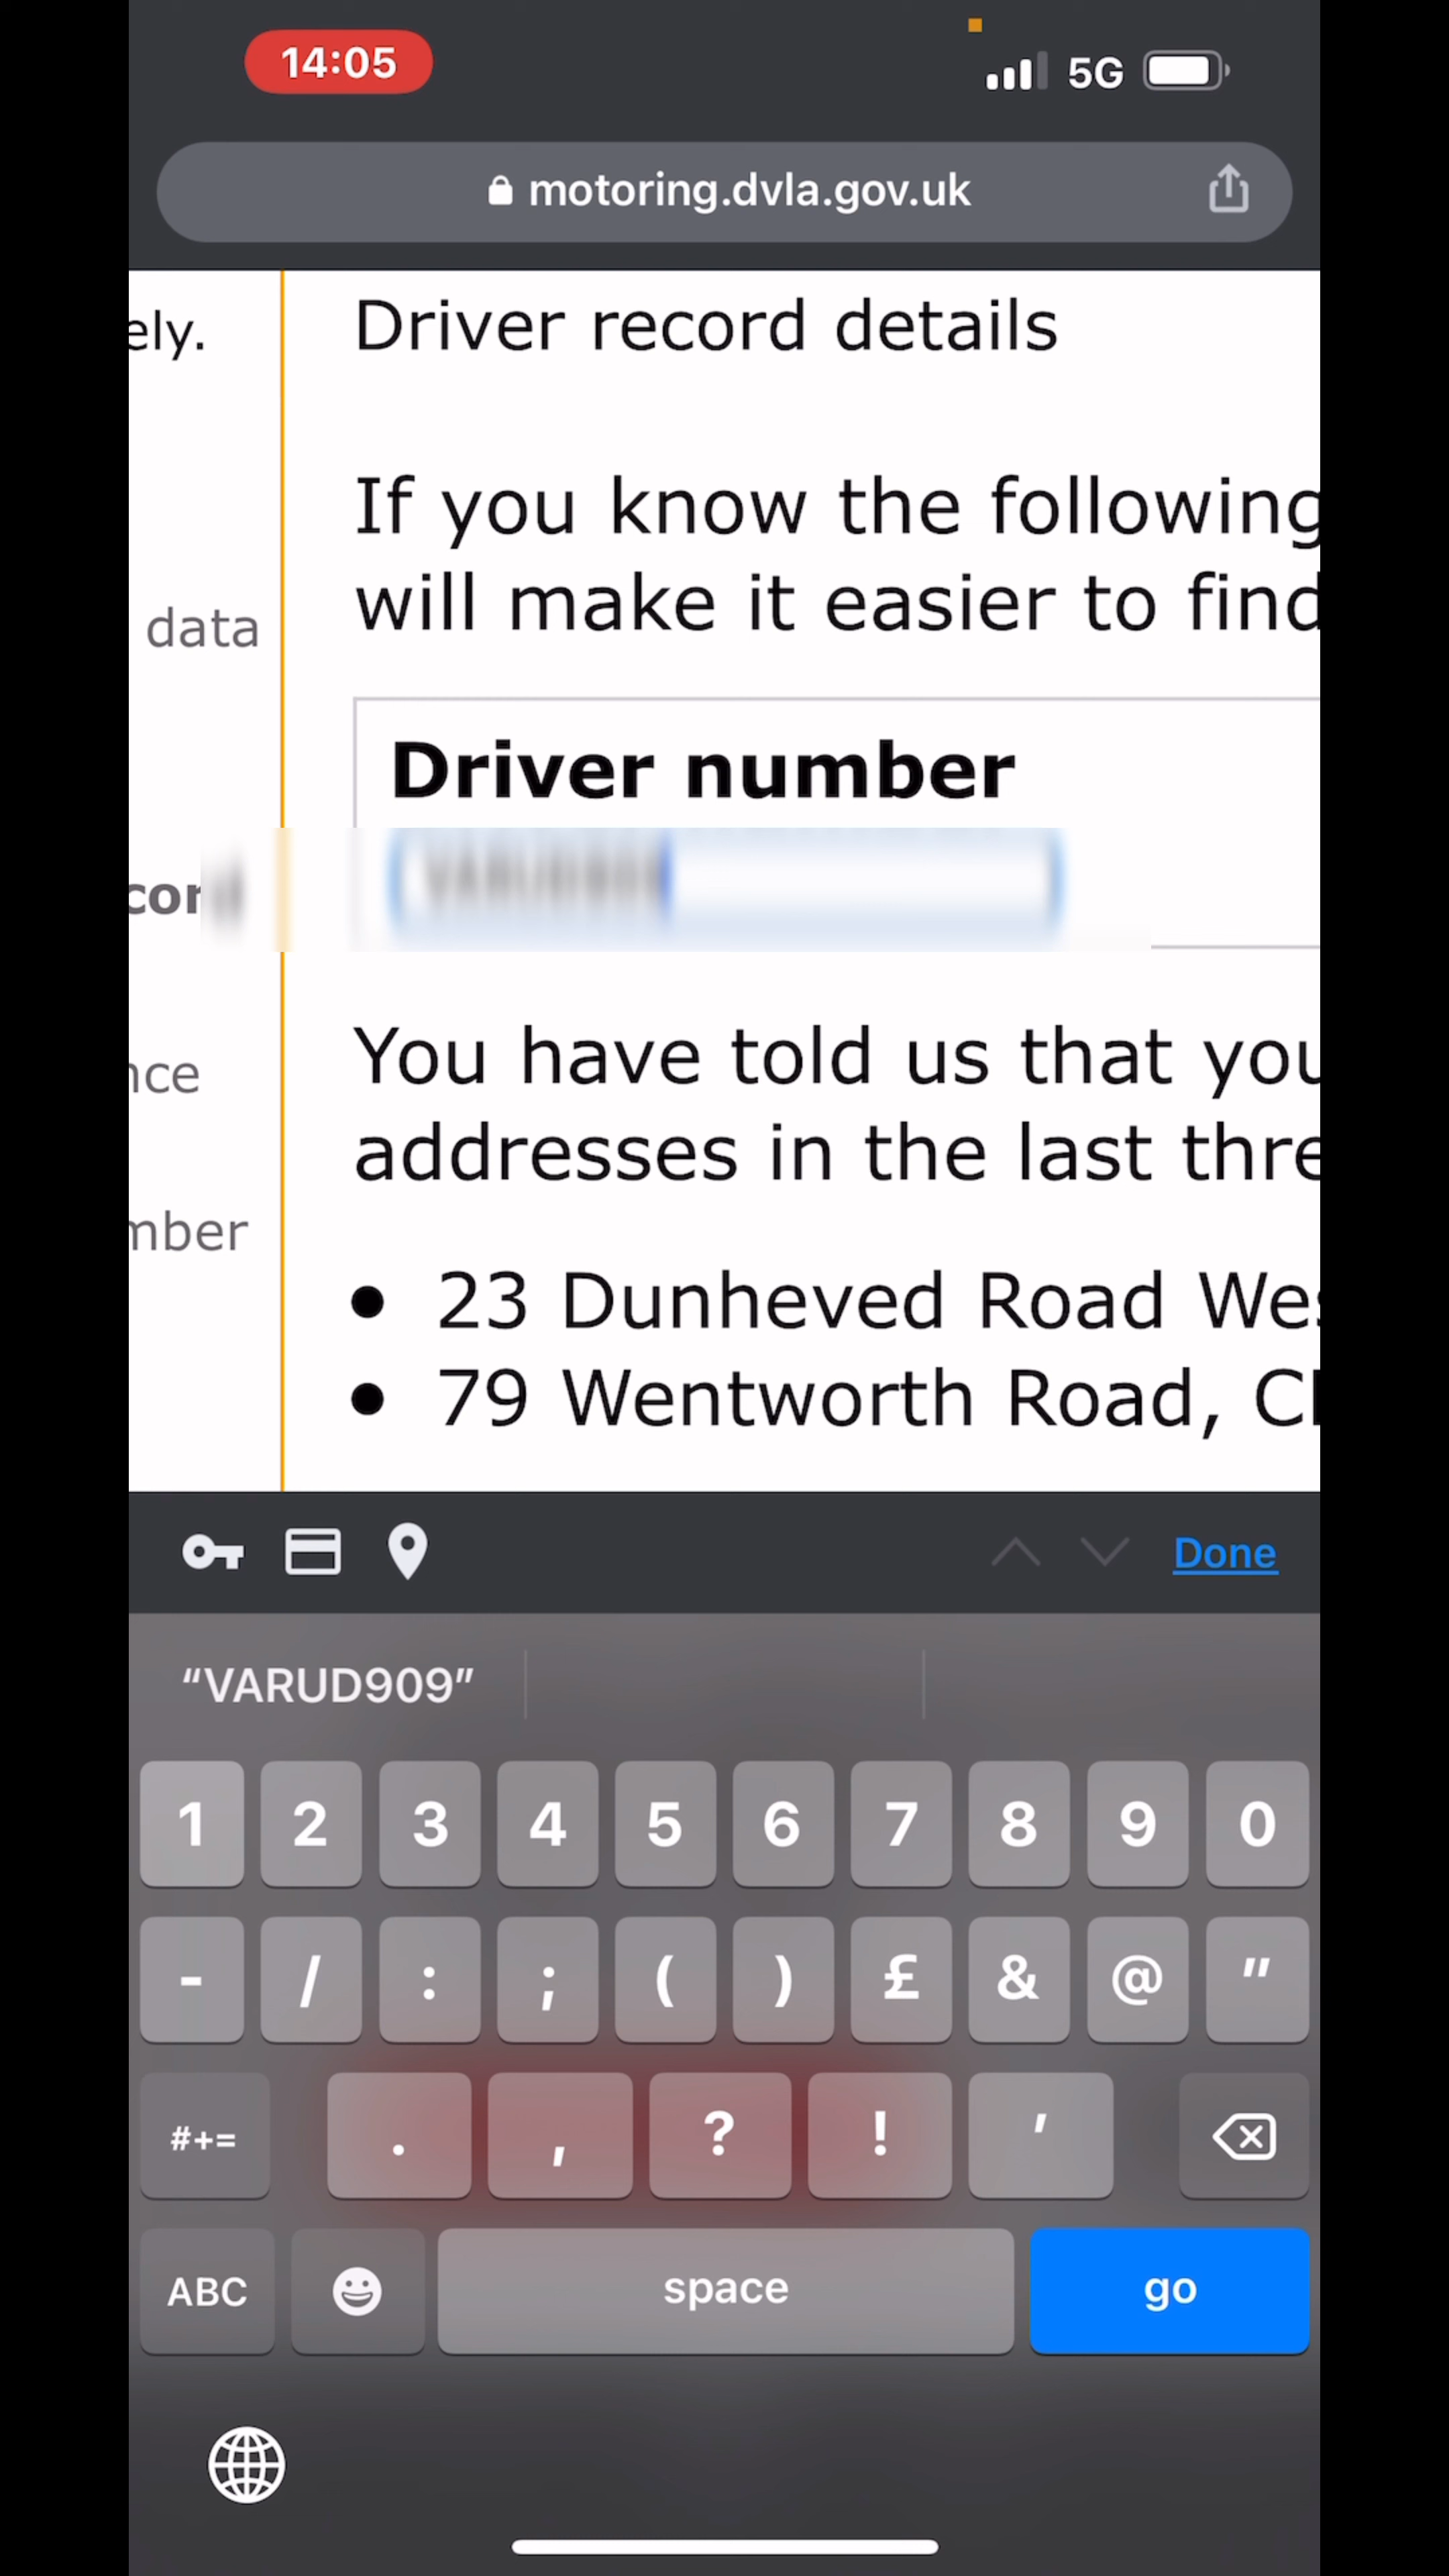 14:05
5G
motoring.dvla.gov.uk
ely.
Driver record details
If you know the following
will make it easier to find
data
Driver number
cord
You have told us that you
addresses in the last thre
nce
mber
• 23 Dunheved Road Wes
• 79 Wentworth Road, C
Done
“VARUD909”
1 2 3 4 5 6 7 8 9 0
- / : ; ( ) £ & @ "
#+= . , ? ! '
ABC space go